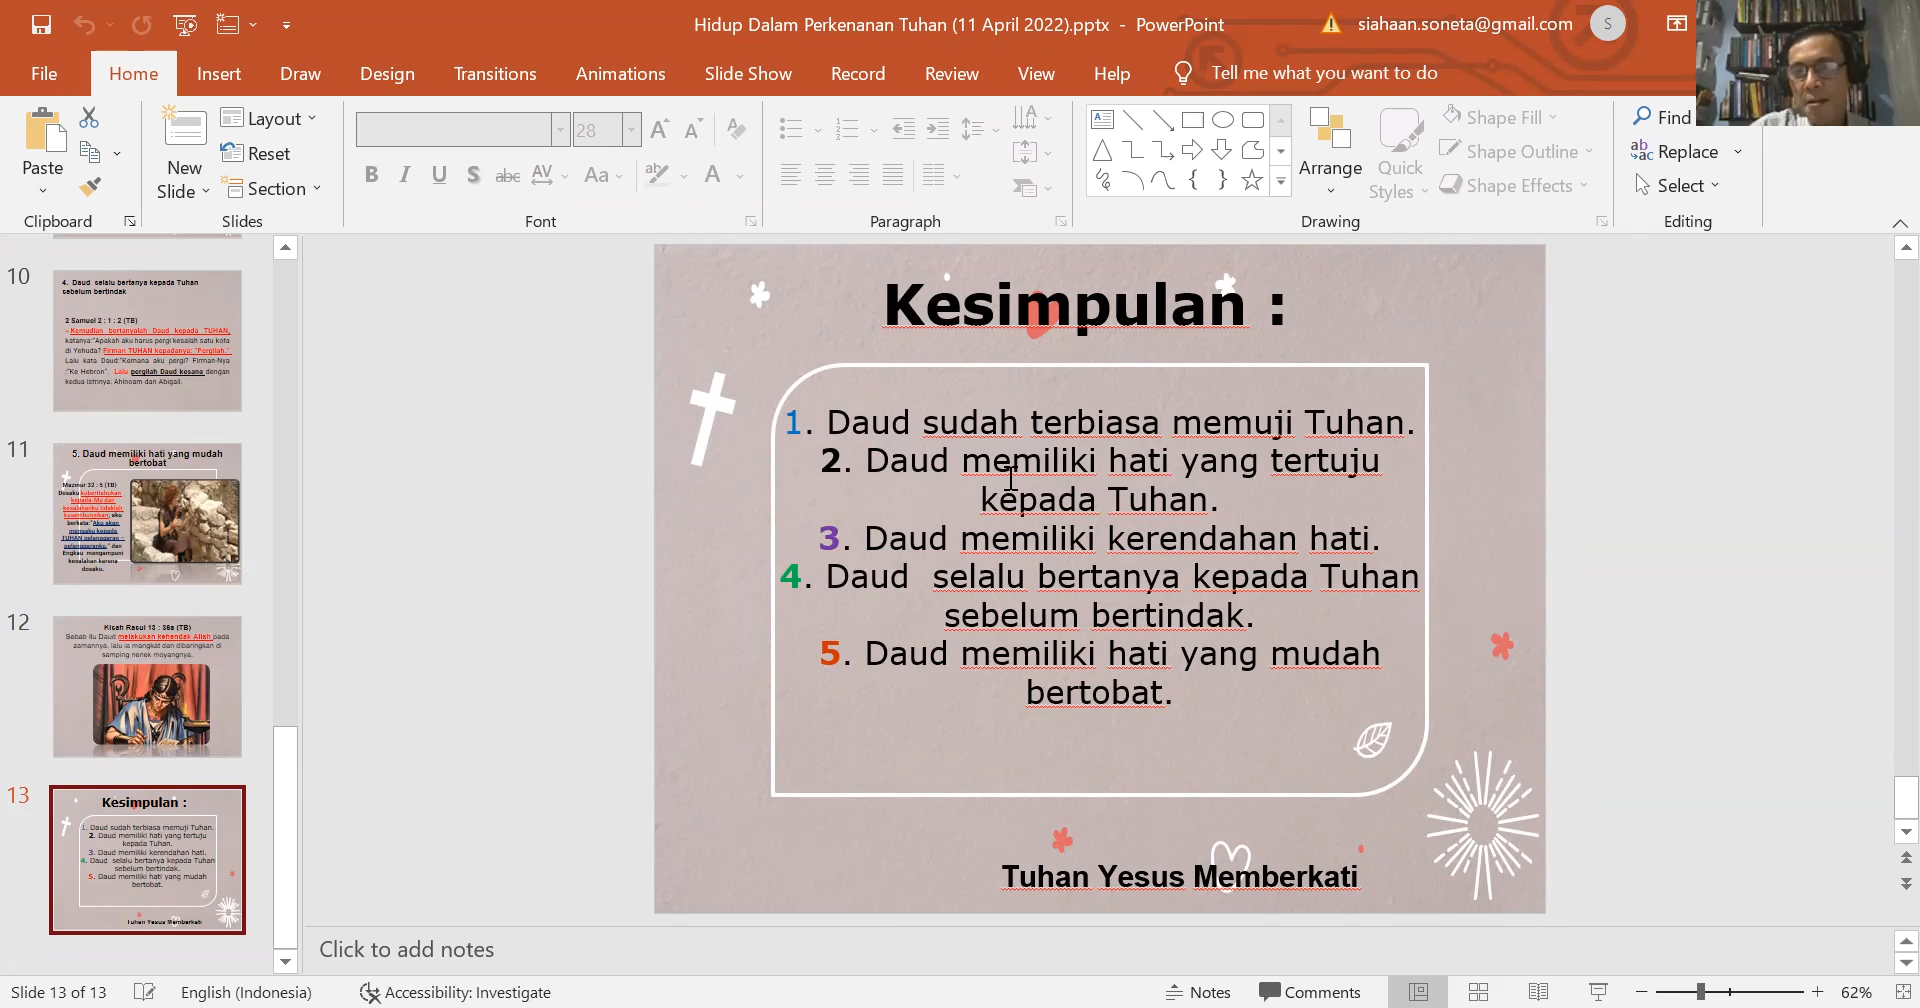 Hidup Dalam Perkenanan Tuhan (11 April 2022).pptx - PowerPoint
siahaan.soneta@gmail.com
S
File Home Insert Draw Design Transitions Animations Slide Show Record Review View Help Tell me what you want to do
Paste
Clipboard
New Slide
Layout
Reset
Section
Slides
28
B I U S abc AV Aa A
Font
Paragraph
Arrange
Quick Styles
Shape Fill
Shape Outline
Shape Effects
Drawing
Find
Replace
Select
Editing
10
4. Daud selalu bertanya kepada Tuhan
sebelum bertindak
2 Samuel 2 : 1 : 2 (TB)
Kemudian bertanyalah Daud kepada TUHAN,
katanya:"Apakah aku harus pergi kesalah satu kota
di Yehuda? Firman TUHAN kepadanya: "Pergilah."
Lalu kata Daud:"Kemana aku pergi? Firman-Nya
:"Ke Hebron". Lalu pergilah Daud kesana dengan
kedua istrinya: Ahinoam dan Abigail.
11
5. Daud memiliki hati yang mudah
bertobat
Mazmur 32 : 5 (TB)
Dosaku kuberitahukan
kepada-Mu dan
kesalahanku tidaklah
kusembunyikan; aku
berkata:"Aku akan
mengaku kepada
TUHAN pelanggaran -
pelanggaranku," dan
Engkau mengampuni
kesalahan karena
dosaku.
12
Kisah Rasul 13 : 36a (TB)
Sebab itu Daud melakukan kehendak Allah pada
zamannya, lalu ia mangkat dan dibaringkan di
samping nenek moyangnya.
13
Kesimpulan :
1. Daud sudah terbiasa memuji Tuhan.
2. Daud memiliki hati yang tertuju
kepada Tuhan.
3. Daud memiliki kerendahan hati.
4. Daud selalu bertanya kepada Tuhan
sebelum bertindak.
5. Daud memiliki hati yang mudah
bertobat.
Tuhan Yesus Memberkati
Kesimpulan :
1. Daud sudah terbiasa memuji Tuhan.
2. Daud memiliki hati yang tertuju
kepada Tuhan.
3. Daud memiliki kerendahan hati.
4. Daud  selalu bertanya kepada Tuhan
sebelum bertindak.
5. Daud memiliki hati yang mudah
bertobat.
Tuhan Yesus Memberkati
Click to add notes
Slide 13 of 13 English (Indonesia) Accessibility: Investigate Notes Comments 62%